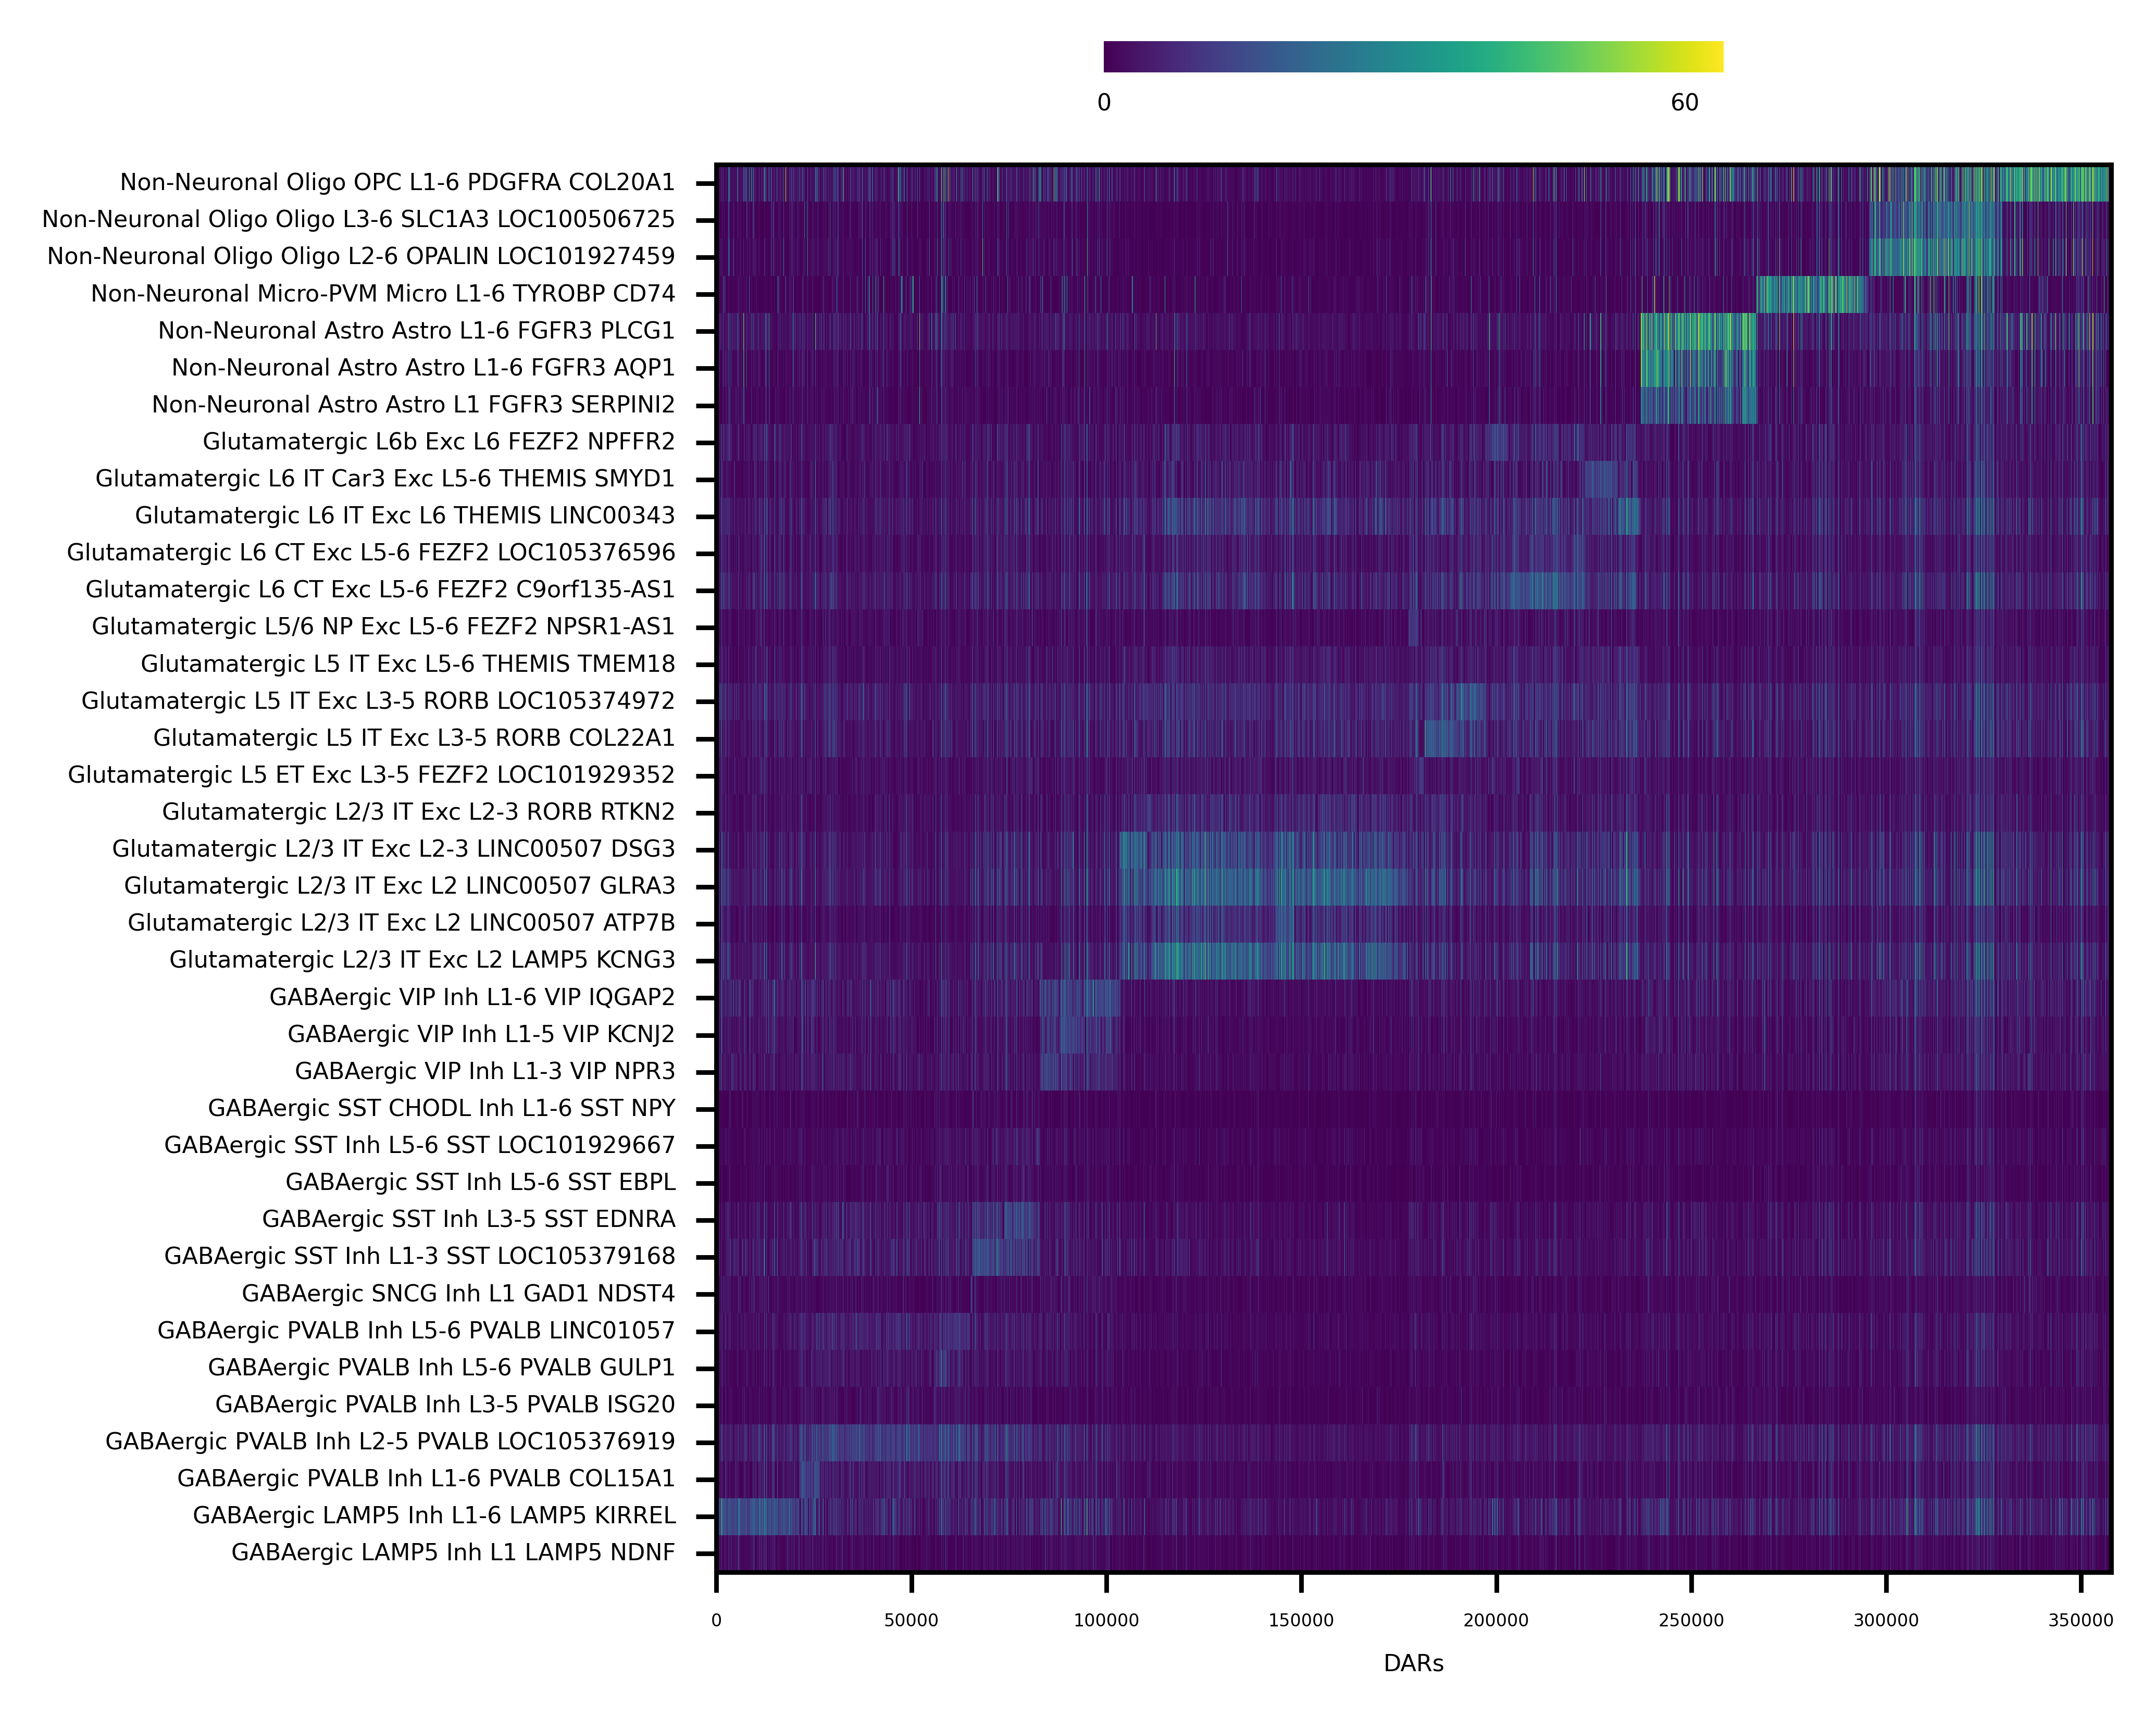 0 60
Non-Neuronal Oligo OPC L1-6 PDGFRA COL20A1
Non-Neuronal Oligo Oligo L3-6 SLC1A3 LOC100506725
Non-Neuronal Oligo Oligo L2-6 OPALIN LOC101927459
Non-Neuronal Micro-PVM Micro L1-6 TYROBP CD74
Non-Neuronal Astro Astro L1-6 FGFR3 PLCG1
Non-Neuronal Astro Astro L1-6 FGFR3 AQP1
Non-Neuronal Astro Astro L1 FGFR3 SERPINI2
Glutamatergic L6b Exc L6 FEZF2 NPFFR2
Glutamatergic L6 IT Car3 Exc L5-6 THEMIS SMYD1
Glutamatergic L6 IT Exc L6 THEMIS LINC00343
Glutamatergic L6 CT Exc L5-6 FEZF2 LOC105376596
Glutamatergic L6 CT Exc L5-6 FEZF2 C9orf135-AS1
Glutamatergic L5/6 NP Exc L5-6 FEZF2 NPSR1-AS1
Glutamatergic L5 IT Exc L5-6 THEMIS TMEM18
Glutamatergic L5 IT Exc L3-5 RORB LOC105374972
Glutamatergic L5 IT Exc L3-5 RORB COL22A1
Glutamatergic L5 ET Exc L3-5 FEZF2 LOC101929352
Glutamatergic L2/3 IT Exc L2-3 RORB RTKN2
Glutamatergic L2/3 IT Exc L2-3 LINC00507 DSG3
Glutamatergic L2/3 IT Exc L2 LINC00507 GLRA3
Glutamatergic L2/3 IT Exc L2 LINC00507 ATP7B
Glutamatergic L2/3 IT Exc L2 LAMP5 KCNG3
GABAergic VIP Inh L1-6 VIP IQGAP2
GABAergic VIP Inh L1-5 VIP KCNJ2
GABAergic VIP Inh L1-3 VIP NPR3
GABAergic SST CHODL Inh L1-6 SST NPY
GABAergic SST Inh L5-6 SST LOC101929667
GABAergic SST Inh L5-6 SST EBPL
GABAergic SST Inh L3-5 SST EDNRA
GABAergic SST Inh L1-3 SST LOC105379168
GABAergic SNCG Inh L1 GAD1 NDST4
GABAergic PVALB Inh L5-6 PVALB LINC01057
GABAergic PVALB Inh L5-6 PVALB GULP1
GABAergic PVALB Inh L3-5 PVALB ISG20
GABAergic PVALB Inh L2-5 PVALB LOC105376919
GABAergic PVALB Inh L1-6 PVALB COL15A1
GABAergic LAMP5 Inh L1-6 LAMP5 KIRREL
GABAergic LAMP5 Inh L1 LAMP5 NDNF
0 50000 100000 150000 200000 250000 300000 350000
DARs